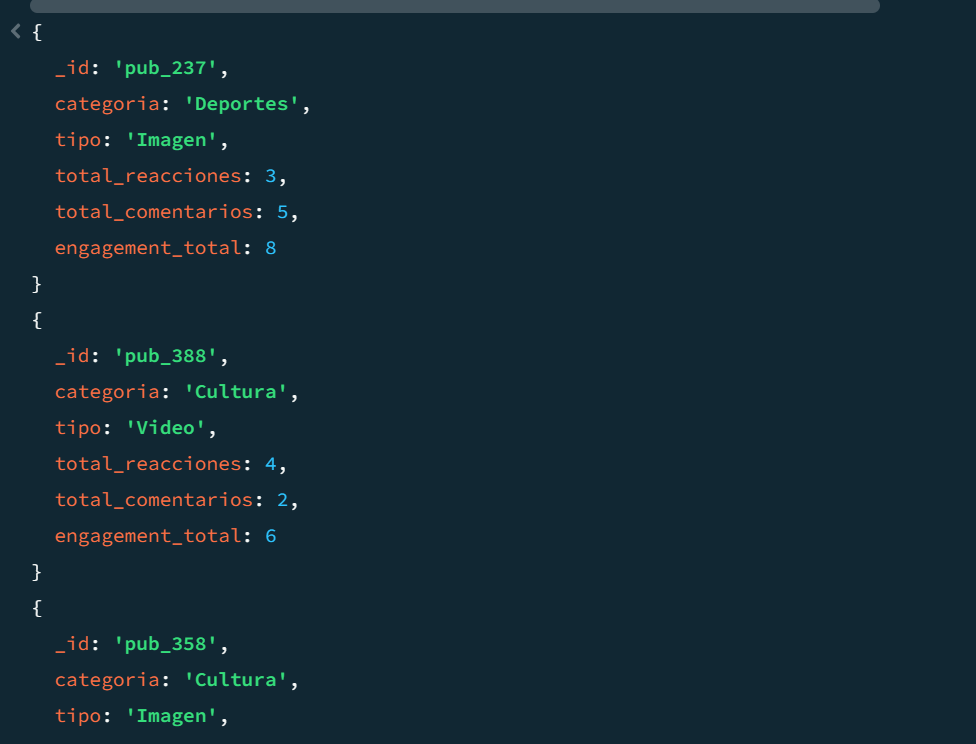 {
_id: 'pub_237',
categoria: 'Deportes',
tipo: 'Imagen',
total_reacciones: 3,
total_comentarios: 5,
engagement_total: 8
}
{
_id: 'pub_388',
categoria: 'Cultura',
tipo: 'Video',
total_reacciones: 4,
total_comentarios: 2,
engagement_total: 6
}
{
_id: 'pub_358',
categoria: 'Cultura',
tipo: 'Imagen',